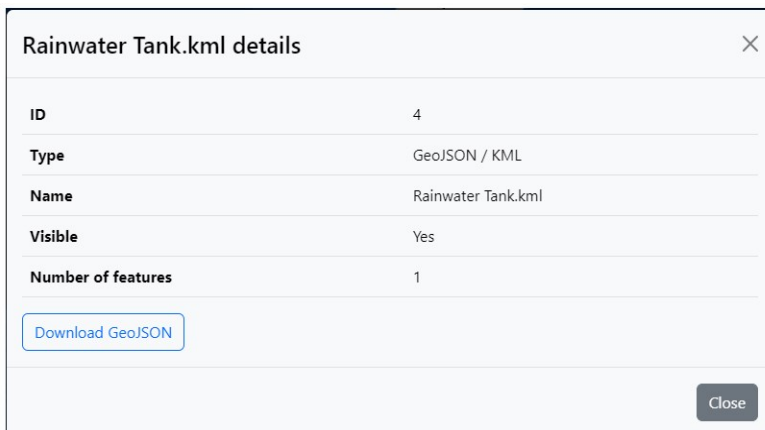 Rainwater Tank.kml details
ID 4
Type GeoJSON / KML
Name Rainwater Tank.kml
Visible Yes
Number of features 1
Download GeoJSON
Close